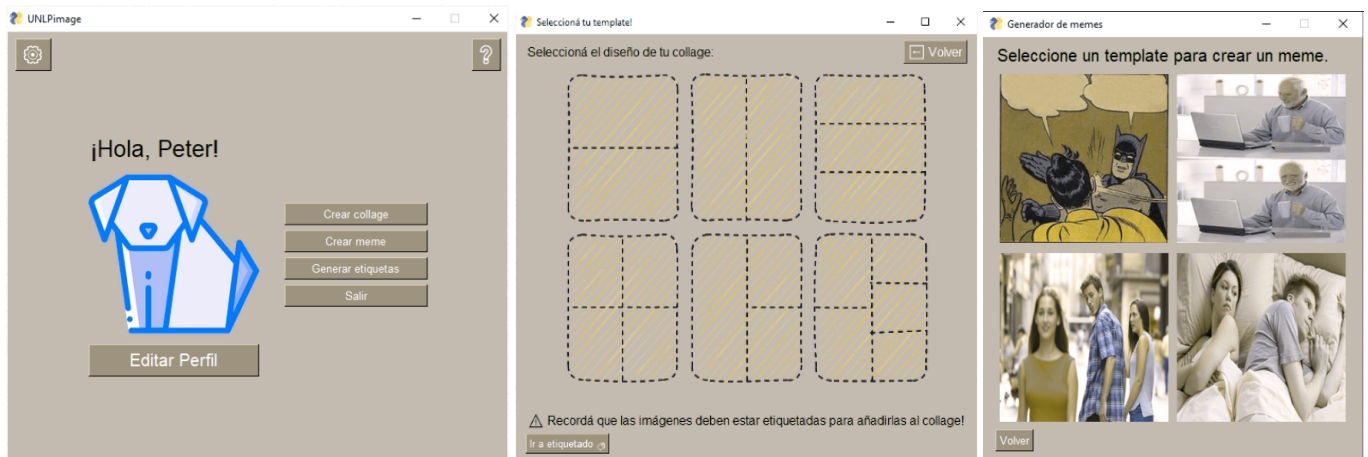 UNLPimage
?
¡Hola, Peter!
Crear collage
Crear meme
Generar etiquetas
Salir
Editar Perfil
Seleccioná tu template!
Seleccioná el diseño de tu collage:
Volver
Recordá que las imágenes deben estar etiquetadas para añadirlas al collage!
Ir a etiquetado
Generador de memes
Seleccione un template para crear un meme.
Volver